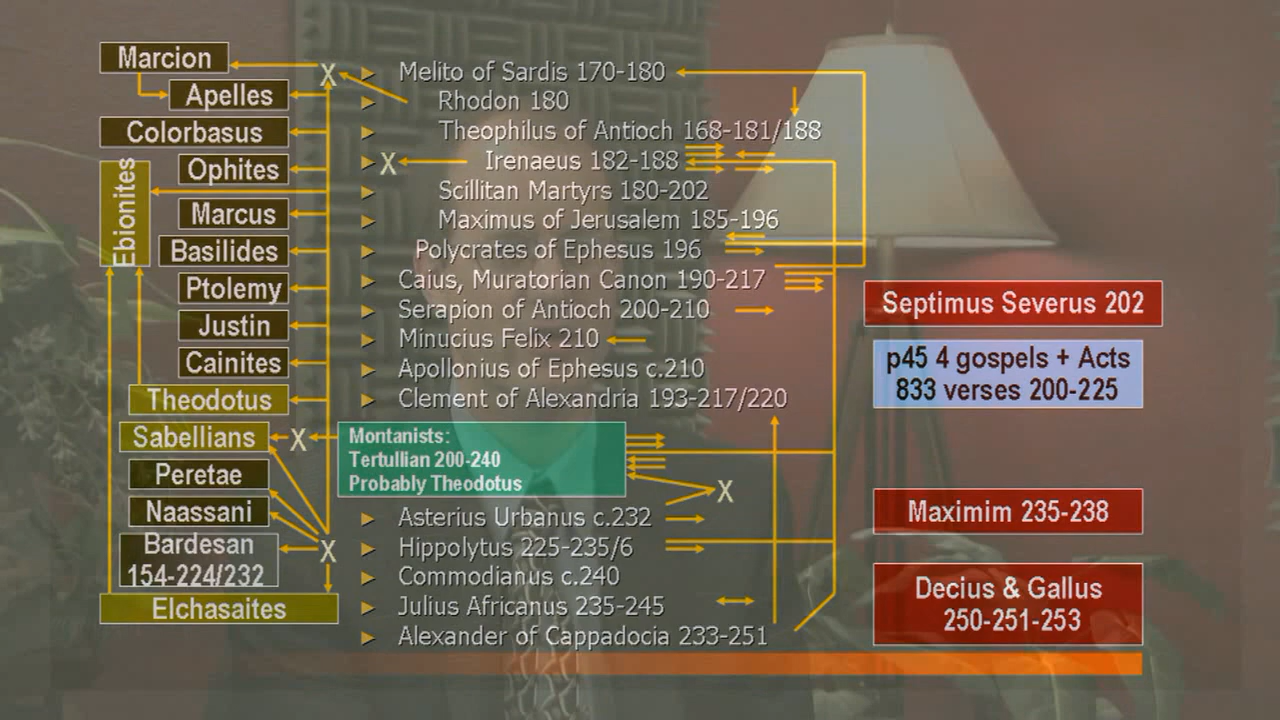 Marcion
Apelles
Colorbasus
Ophites
Ebionites
Marcus
Basilides
Ptolemy
Justin
Cainites
Theodotus
Sabellians
Peretae
Naassani
Bardesan
154-224/232
Elchasaites
X
Melito of Sardis 170-180
Rhodon 180
Theophilus of Antioch 168-181/188
X
Irenaeus 182-188
Scillitan Martyrs 180-202
Maximus of Jerusalem 185-196
Polycrates of Ephesus 196
Caius, Muratorian Canon 190-217
Serapion of Antioch 200-210
Minucius Felix 210
Apollonius of Ephesus c.210
Clement of Alexandria 193-217/220
X
Montanists:
Tertullian 200-240
Probably Theodotus
X
Asterius Urbanus c.232
X
Hippolytus 225-235/6
Commodianus c.240
Julius Africanus 235-245
Alexander of Cappadocia 233-251
Septimus Severus 202
p45 4 gospels + Acts
833 verses 200-225
Maximim 235-238
Decius & Gallus
250-251-253